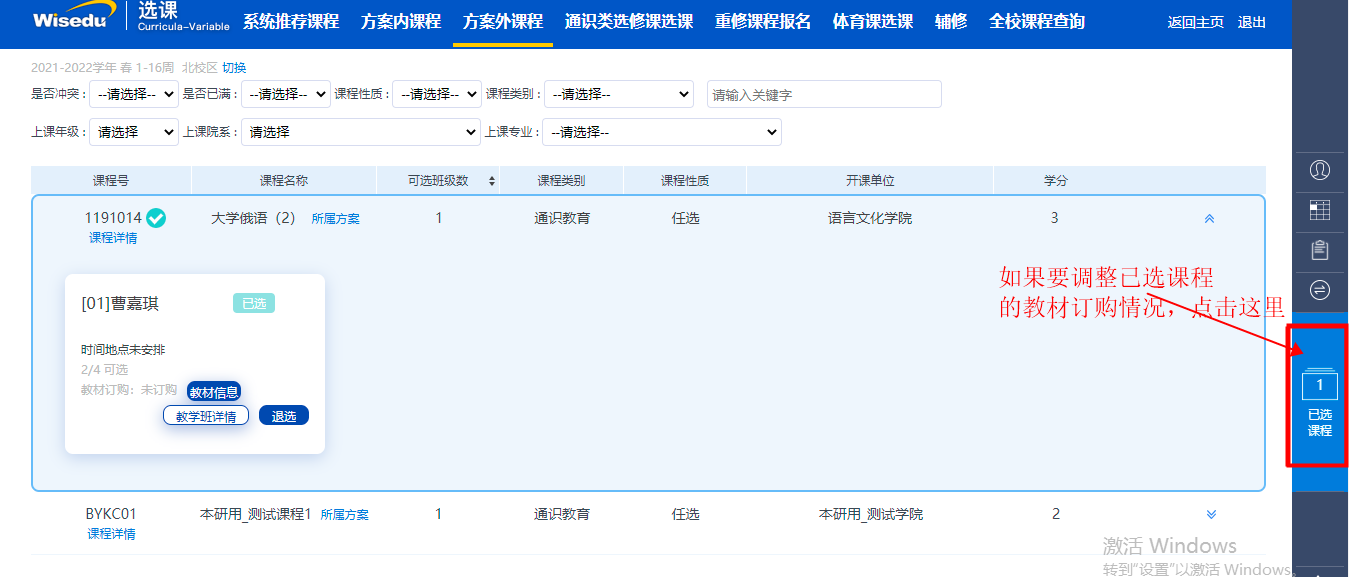 Wisedu 选课
Curricula-Variable
系统推荐课程 方案内课程 方案外课程 通识类选修课选课 重修课程报名 体育课选课 辅修 全校课程查询 返回主页 退出
2021-2022学年 春 1-16周 北校区 切换
是否冲突： --请选择-- 是否已满： --请选择-- 课程性质： --请选择-- 课程类别： --请选择-- 请输入关键字
上课年级： 请选择 上课院系： 请选择 上课专业： --请选择--
课程号 课程名称 可选班级数 课程类别 课程性质 开课单位 学分
1191014 大学俄语（2） 所属方案 1 通识教育 任选 语言文化学院 3
课程详情
[01]曹嘉琪 已选
时间地点未安排
2/4 可选
教材订购：未订购 教材信息
教学班详情 退选
如果要调整已选课程
的教材订购情况，点击这里
1
已选
课程
BYKC01 本研用_测试课程1 所属方案 1 通识教育 任选 本研用_测试学院 2
课程详情
激活 Windows
转到"设置"以激活 Windows。